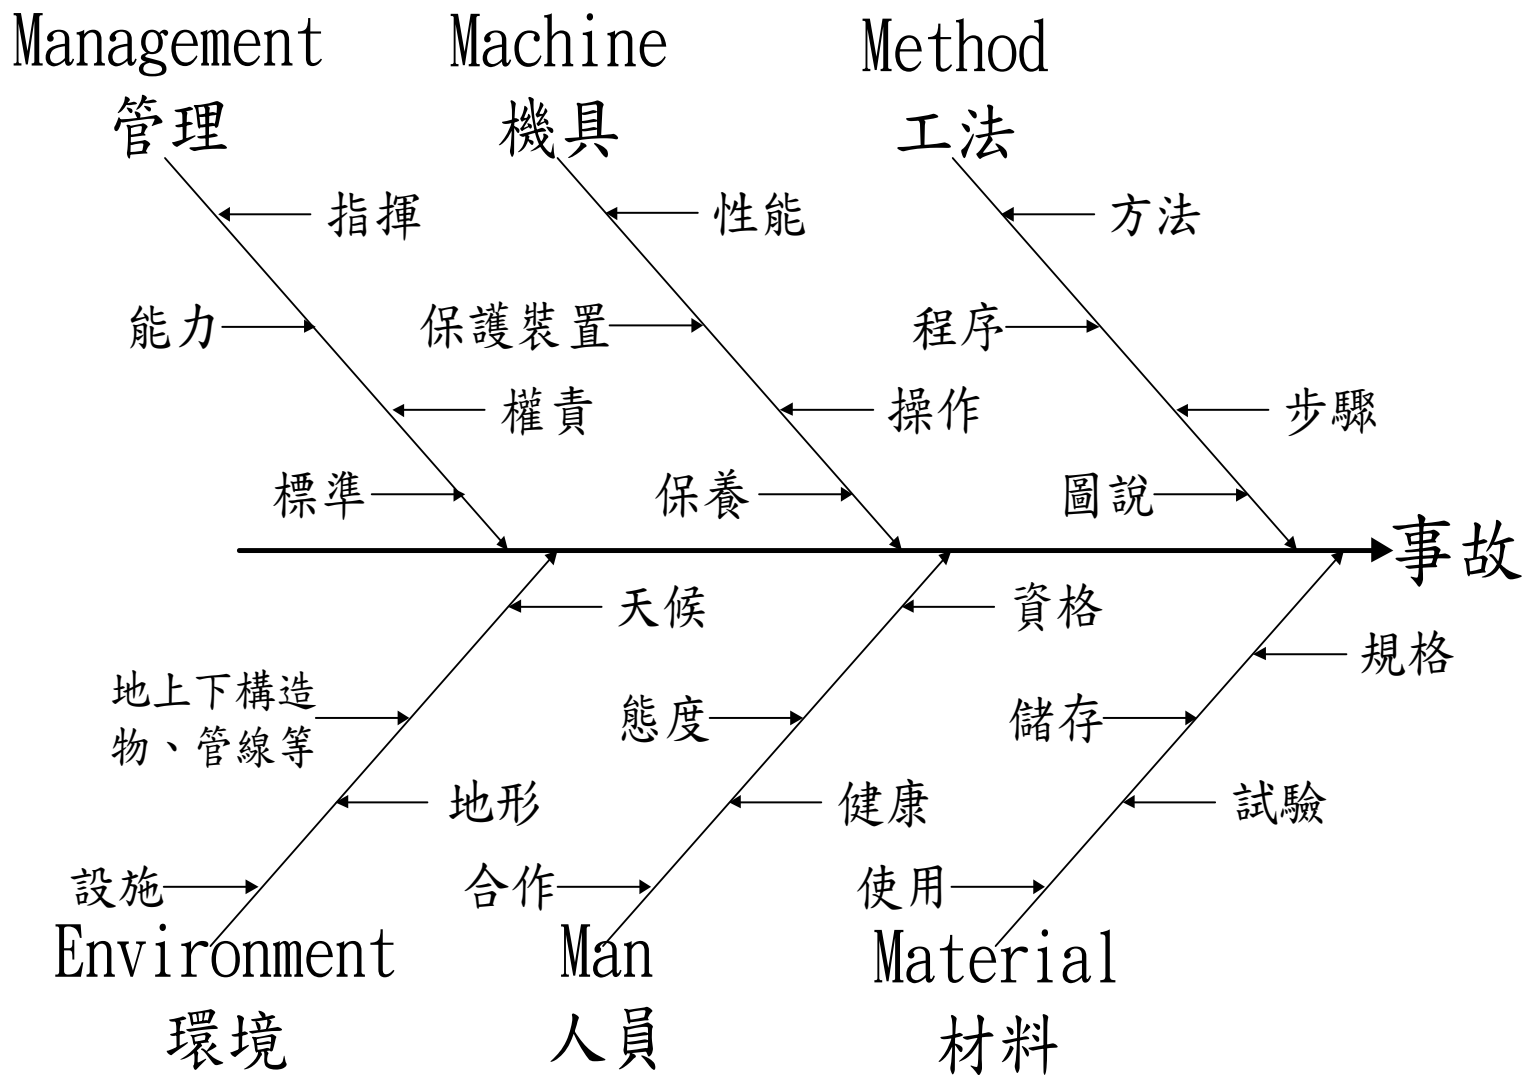 Management
管理
Machine
機具
Method
工法
指揮
性能
方法
能力
保護裝置
程序
權責
操作
步驟
標準
保養
圖說
事故
天候
資格
規格
地上下構造
物、管線等
態度
儲存
地形
健康
試驗
設施
合作
使用
Environment
環境
Man
人員
Material
材料